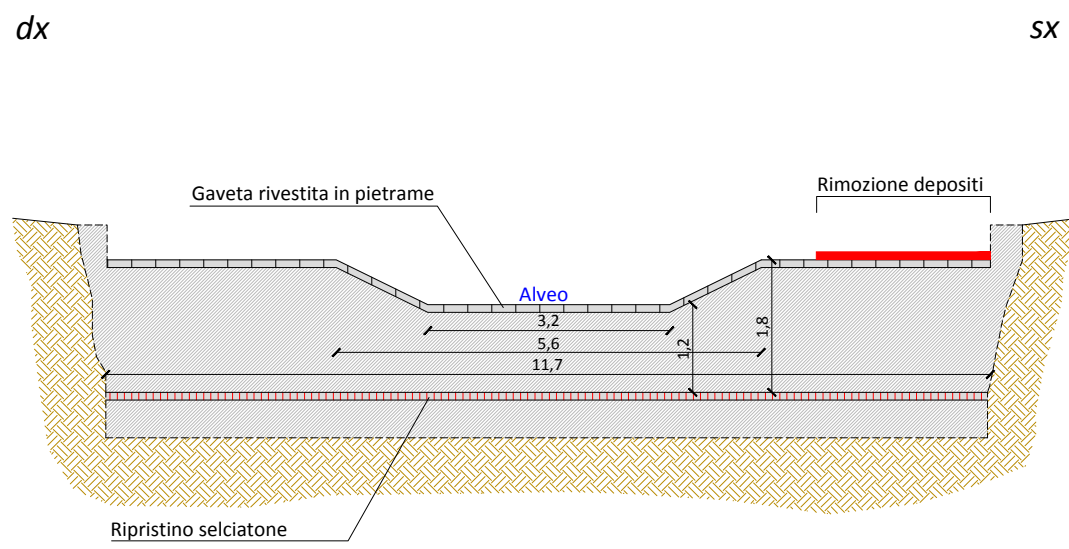 dx
sx
Gaveta rivestita in pietrame
Rimozione depositi
Alveo
3,2
5,6
11,7
1,2
1,8
Ripristino selciatone